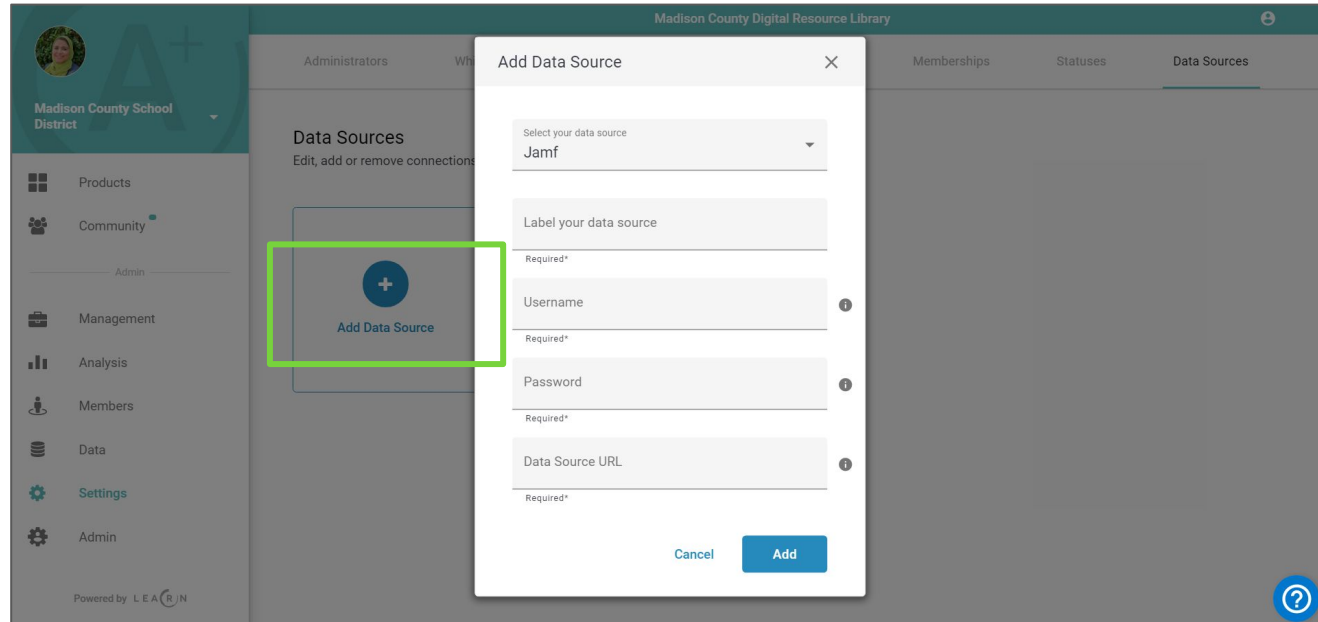 Madison County Digital Resource Library
A+
Madison County School
District
Products
Community
Admin
Management
Analysis
Members
Data
Settings
Admin
Powered by LEARN
Administrators
Wh
Memberships
Statuses
Data Sources
Data Sources
Edit, add or remove connections
Add Data Source
Add Data Source
Select your data source
Jamf
Label your data source
Required*
Username
Required*
Password
Required*
Data Source URL
Required*
Cancel
Add